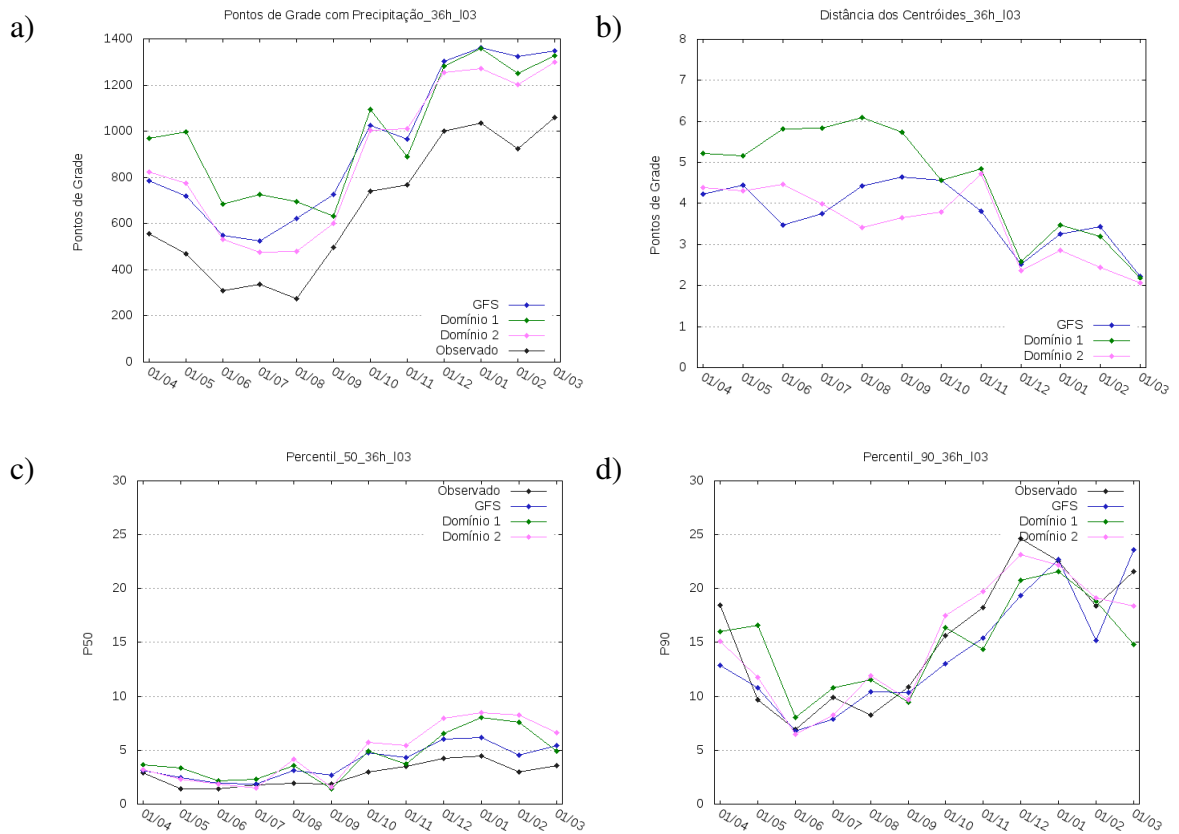 a)
Pontos de Grade com Precipitação_36h_l03
Pontos de Grade
1400
1200
1000
800
600
400
200
0
GFS
Domínio 1
Domínio 2
Observado
01/04 01/05 01/06 01/07 01/08 01/09 01/10 01/11 01/12 01/01 01/02 01/03
b)
Distância dos Centróides_36h_l03
Pontos de Grade
8
7
6
5
4
3
2
1
0
GFS
Domínio 1
Domínio 2
01/04 01/05 01/06 01/07 01/08 01/09 01/10 01/11 01/12 01/01 01/02 01/03
c)
Percentil_50_36h_l03
P50
30
25
20
15
10
5
0
Observado
GFS
Domínio 1
Domínio 2
01/04 01/05 01/06 01/07 01/08 01/09 01/10 01/11 01/12 01/01 01/02 01/03
d)
Percentil_90_36h_l03
P90
30
25
20
15
10
5
0
Observado
GFS
Domínio 1
Domínio 2
01/04 01/05 01/06 01/07 01/08 01/09 01/10 01/11 01/12 01/01 01/02 01/03